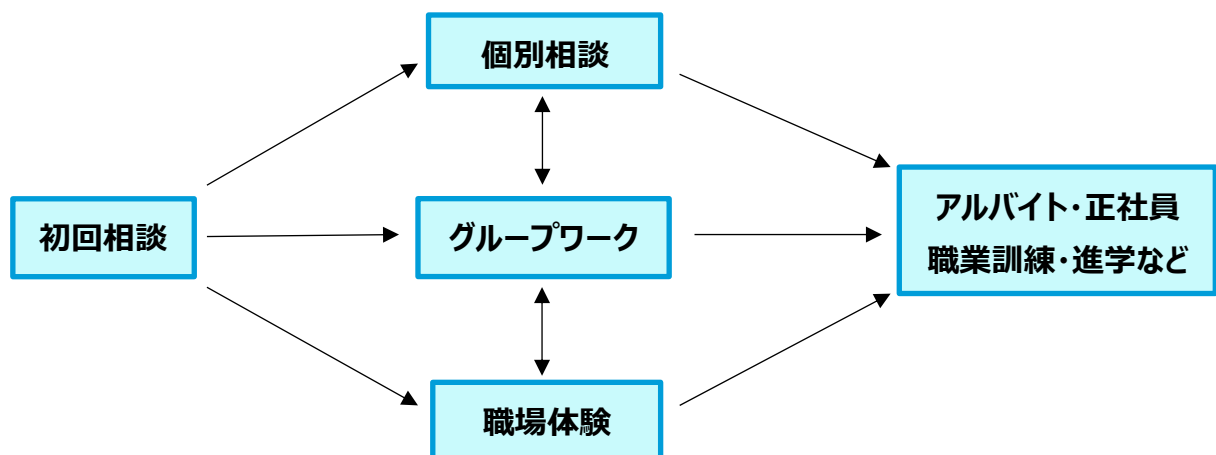 個別相談
初回相談
グループワーク
アルバイト・正社員
職業訓練・進学など
職場体験